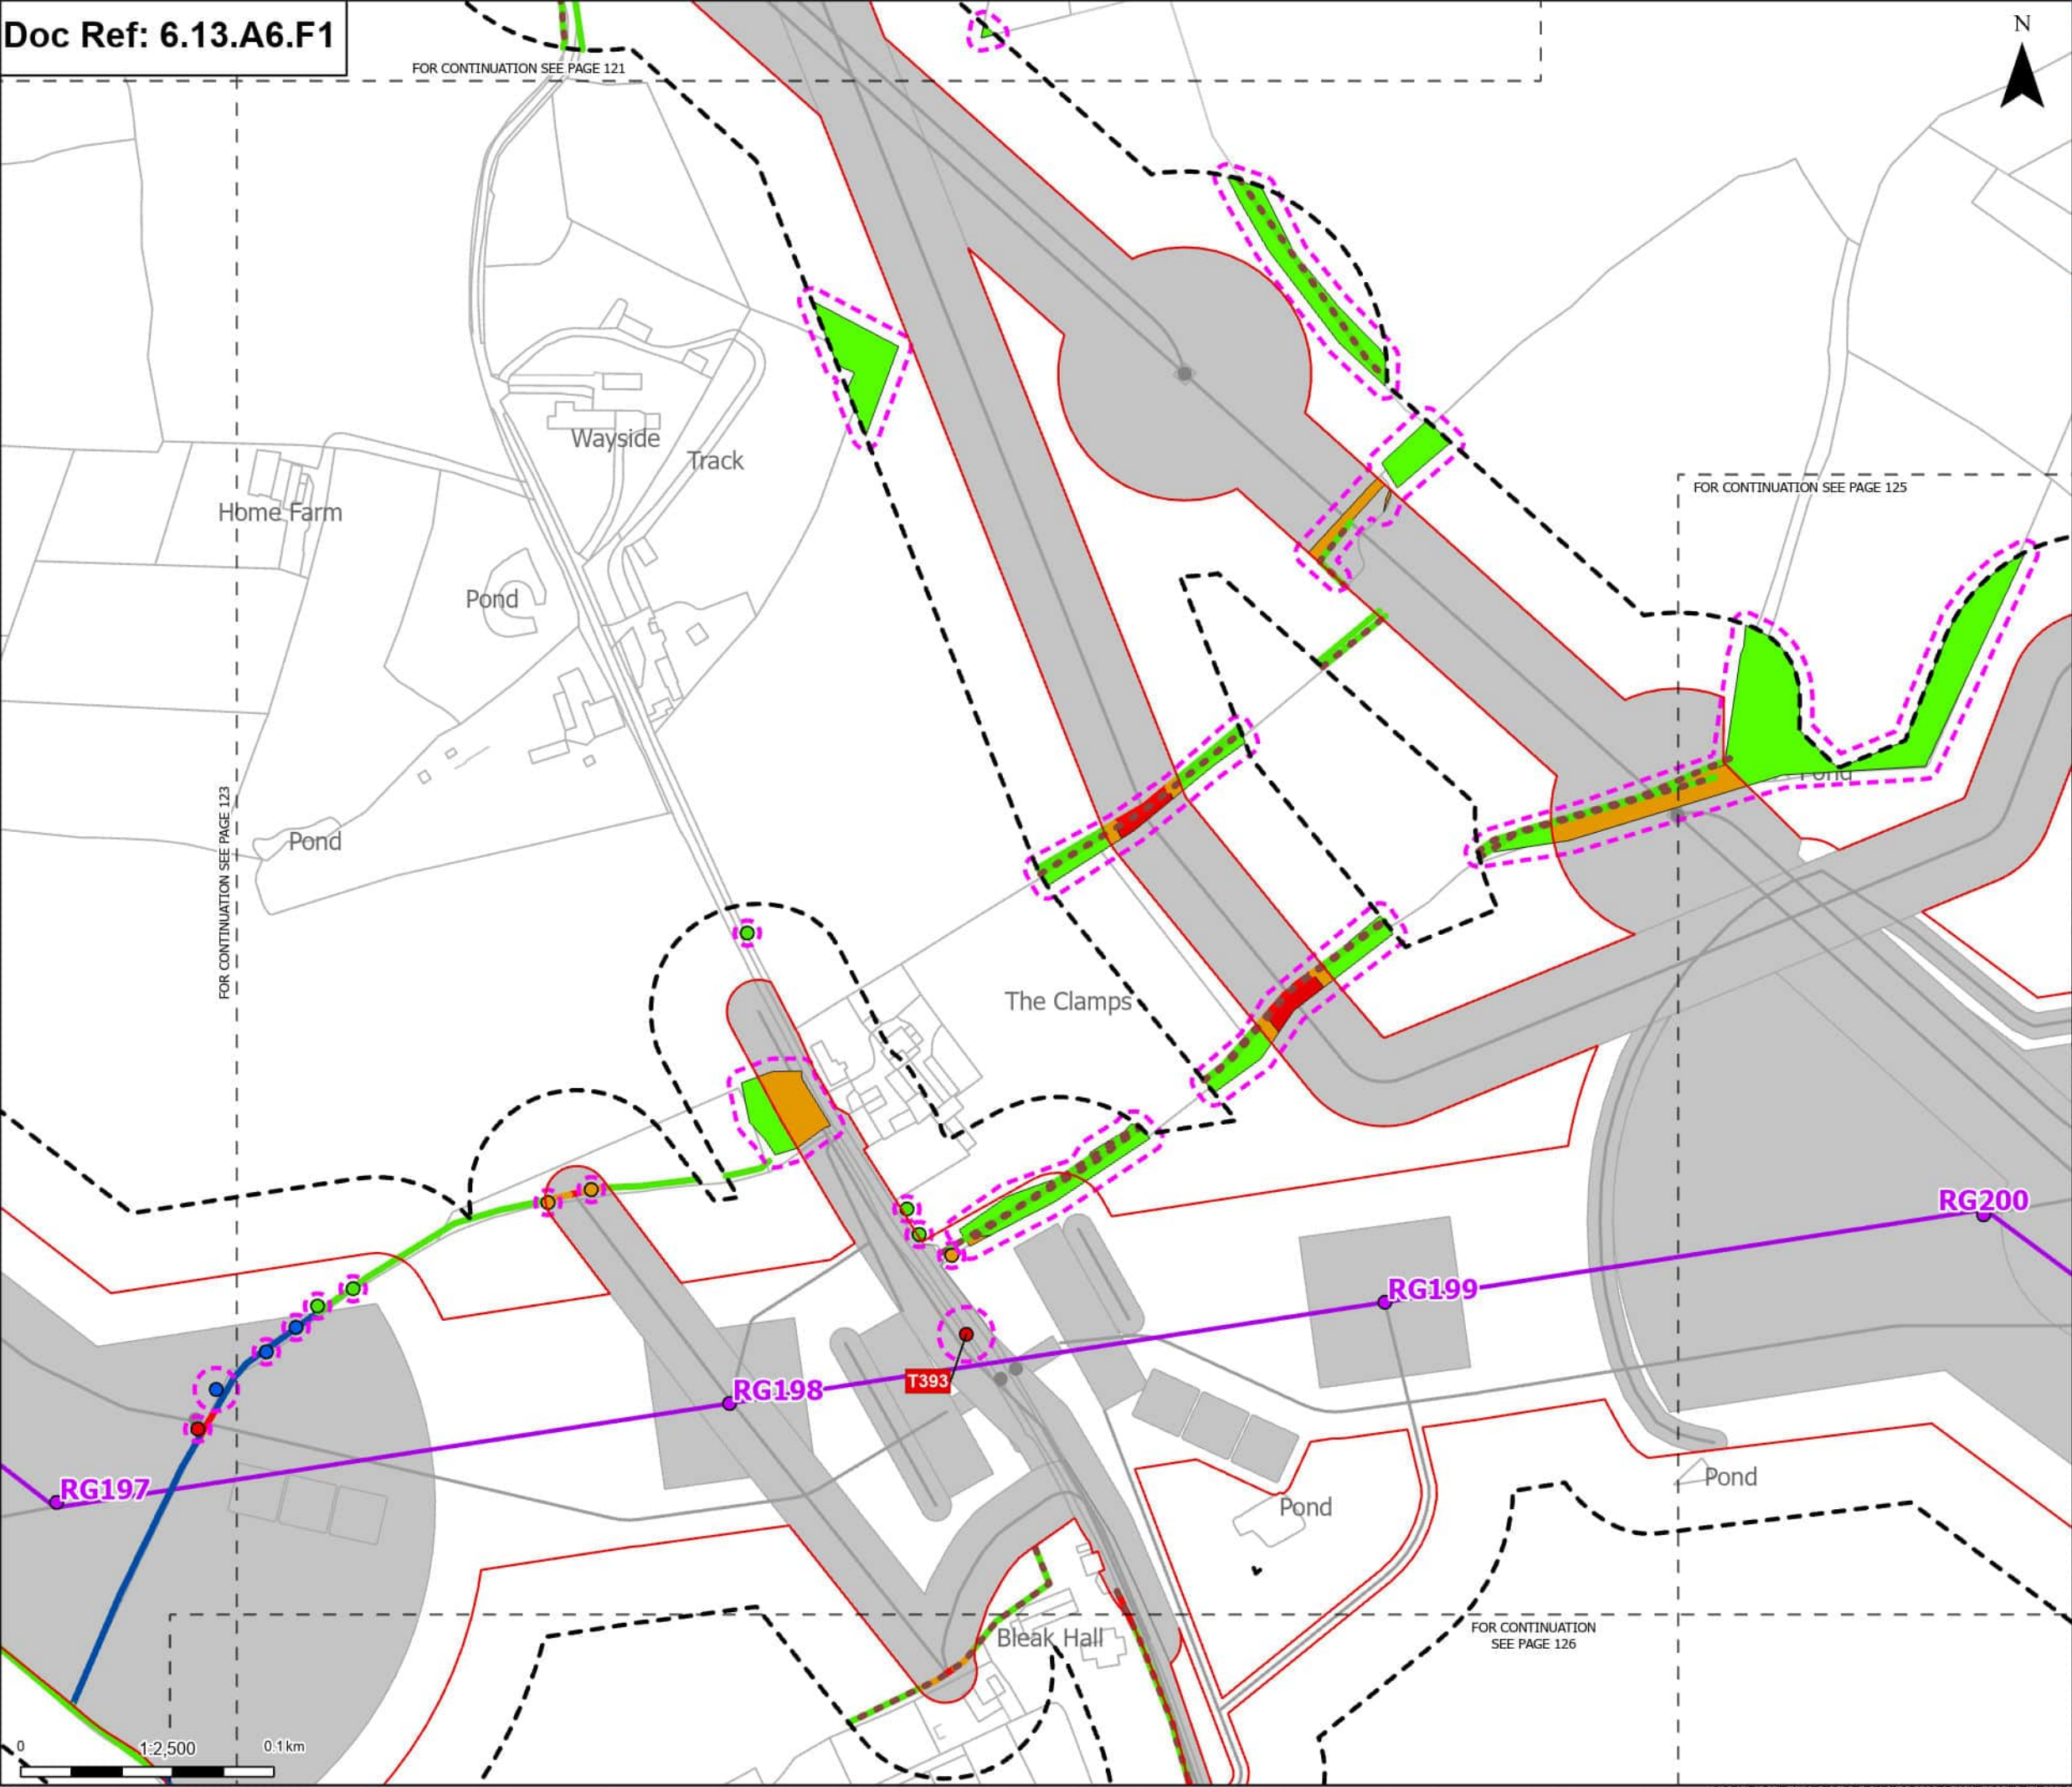 Doc Ref: 6.13.A6.F1
N
FOR CONTINUATION SEE PAGE 121
Wayside
Track
FOR CONTINUATION SEE PAGE 125
Home Farm
Pond
Pond
Pond
FOR CONTINUATION SEE PAGE 123
The Clamps
RG200
RG199
T393
RG198
RG197
Pond
Pond
FOR CONTINUATION
SEE PAGE 126
Bleak Hall
0
1:2,500
0.1km